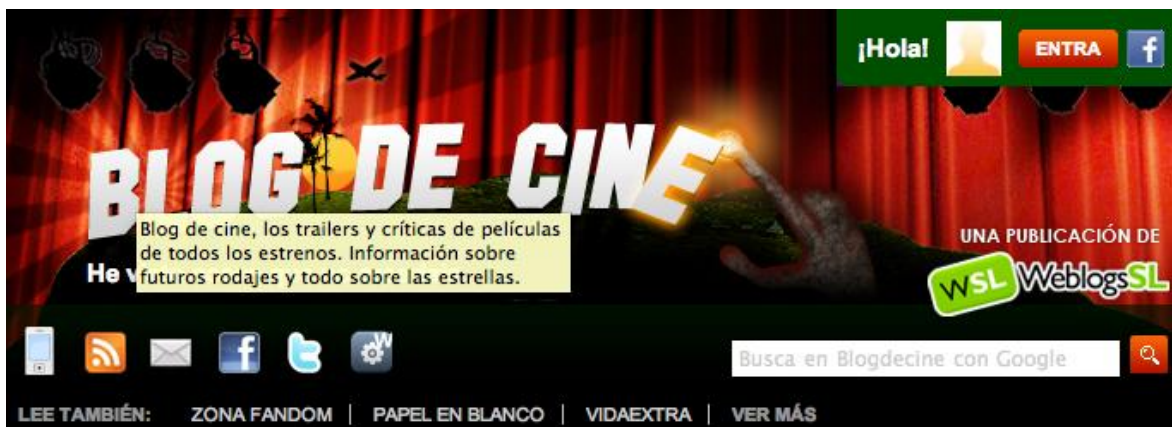 ¡Hola!
ENTRA
BLOG DE CINE
Blog de cine, los trailers y críticas de películas
de todos los estrenos. Información sobre
futuros rodajes y todo sobre las estrellas.
He
UNA PUBLICACIÓN DE
WSL WeblogsSL
Busca en Blogdecine con Google
LEE TAMBIÉN: ZONA FANDOM | PAPEL EN BLANCO | VIDAEXTRA | VER MÁS